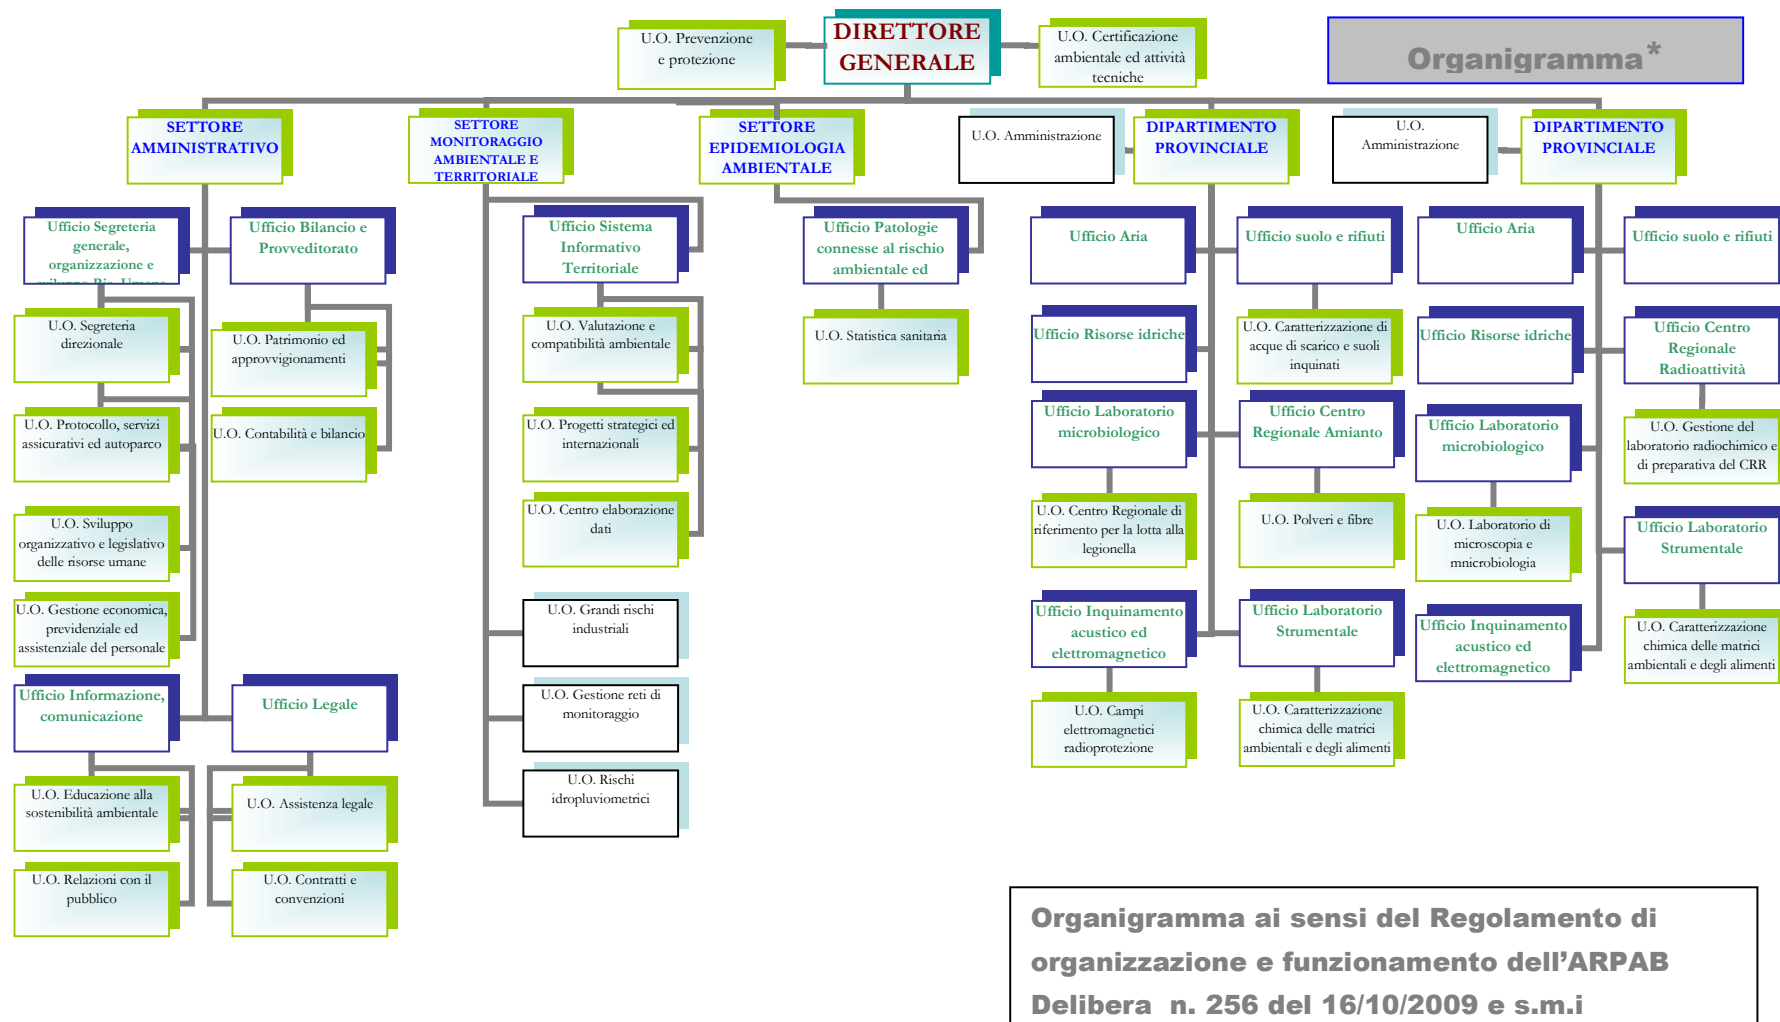 U.O. Prevenzione
e protezione
DIRETTORE
GENERALE
U.O. Certificazione
ambientale ed attività
tecniche
Organigramma*
SETTORE
AMMINISTRATIVO
SETTORE
MONITORAGGIO
AMBIENTALE E
TERRITORIALE
SETTORE
EPIDEMIOLOGIA
AMBIENTALE
U.O. Amministrazione
DIPARTIMENTO
PROVINCIALE
U.O.
Amministrazione
DIPARTIMENTO
PROVINCIALE
Ufficio Segreteria
generale,
organizzazione e
sviluppo Ris. Umane
Ufficio Bilancio e
Provveditorato
Ufficio Sistema
Informativo
Territoriale
Ufficio Patologie
connesse al rischio
ambientale ed
Ufficio Aria
Ufficio suolo e rifiuti
Ufficio Aria
Ufficio suolo e rifiuti
U.O. Segreteria
direzionale
U.O. Patrimonio ed
approvvigionamenti
U.O. Valutazione e
compatibilità ambientale
U.O. Statistica sanitaria
Ufficio Risorse idriche
U.O. Caratterizzazione di
acque di scarico e suoli
inquinati
Ufficio Risorse idriche
Ufficio Centro
Regionale
Radioattività
U.O. Protocollo, servizi
assicurativi ed autoparco
U.O. Contabilità e bilancio
U.O. Progetti strategici ed
internazionali
Ufficio Laboratorio
microbiologico
Ufficio Centro
Regionale Amianto
Ufficio Laboratorio
microbiologico
U.O. Gestione del
laboratorio radiochimico e
di preparativa del CRR
U.O. Sviluppo
organizzativo e legislativo
delle risorse umane
U.O. Centro elaborazione
dati
U.O. Centro Regionale di
riferimento per la lotta alla
legionella
U.O. Polveri e fibre
U.O. Laboratorio di
microscopia e
mnicrobiologia
Ufficio Laboratorio
Strumentale
U.O. Gestione economica,
previdenziale ed
assistenziale del personale
U.O. Grandi rischi
industriali
Ufficio Inquinamento
acustico ed
elettromagnetico
Ufficio Laboratorio
Strumentale
Ufficio Inquinamento
acustico ed
elettromagnetico
U.O. Caratterizzazione
chimica delle matrici
ambientali e degli alimenti
Ufficio Informazione,
comunicazione
Ufficio Legale
U.O. Gestione reti di
monitoraggio
U.O. Campi
elettromagnetici
radioprotezione
U.O. Caratterizzazione
chimica delle matrici
ambientali e degli alimenti
U.O. Educazione alla
sostenibilità ambientale
U.O. Assistenza legale
U.O. Rischi
idropluviometrici
U.O. Relazioni con il
pubblico
U.O. Contratti e
convenzioni
Organigramma ai sensi del Regolamento di
organizzazione e funzionamento dell'ARPAB
Delibera n. 256 del 16/10/2009 e s.m.i